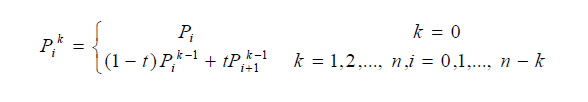 P_i^k = { P_i k = 0
(1 − t)P_i^{k−1} + tP_{i+1}^{k−1} k = 1,2,..., n,i = 0,1,..., n − k